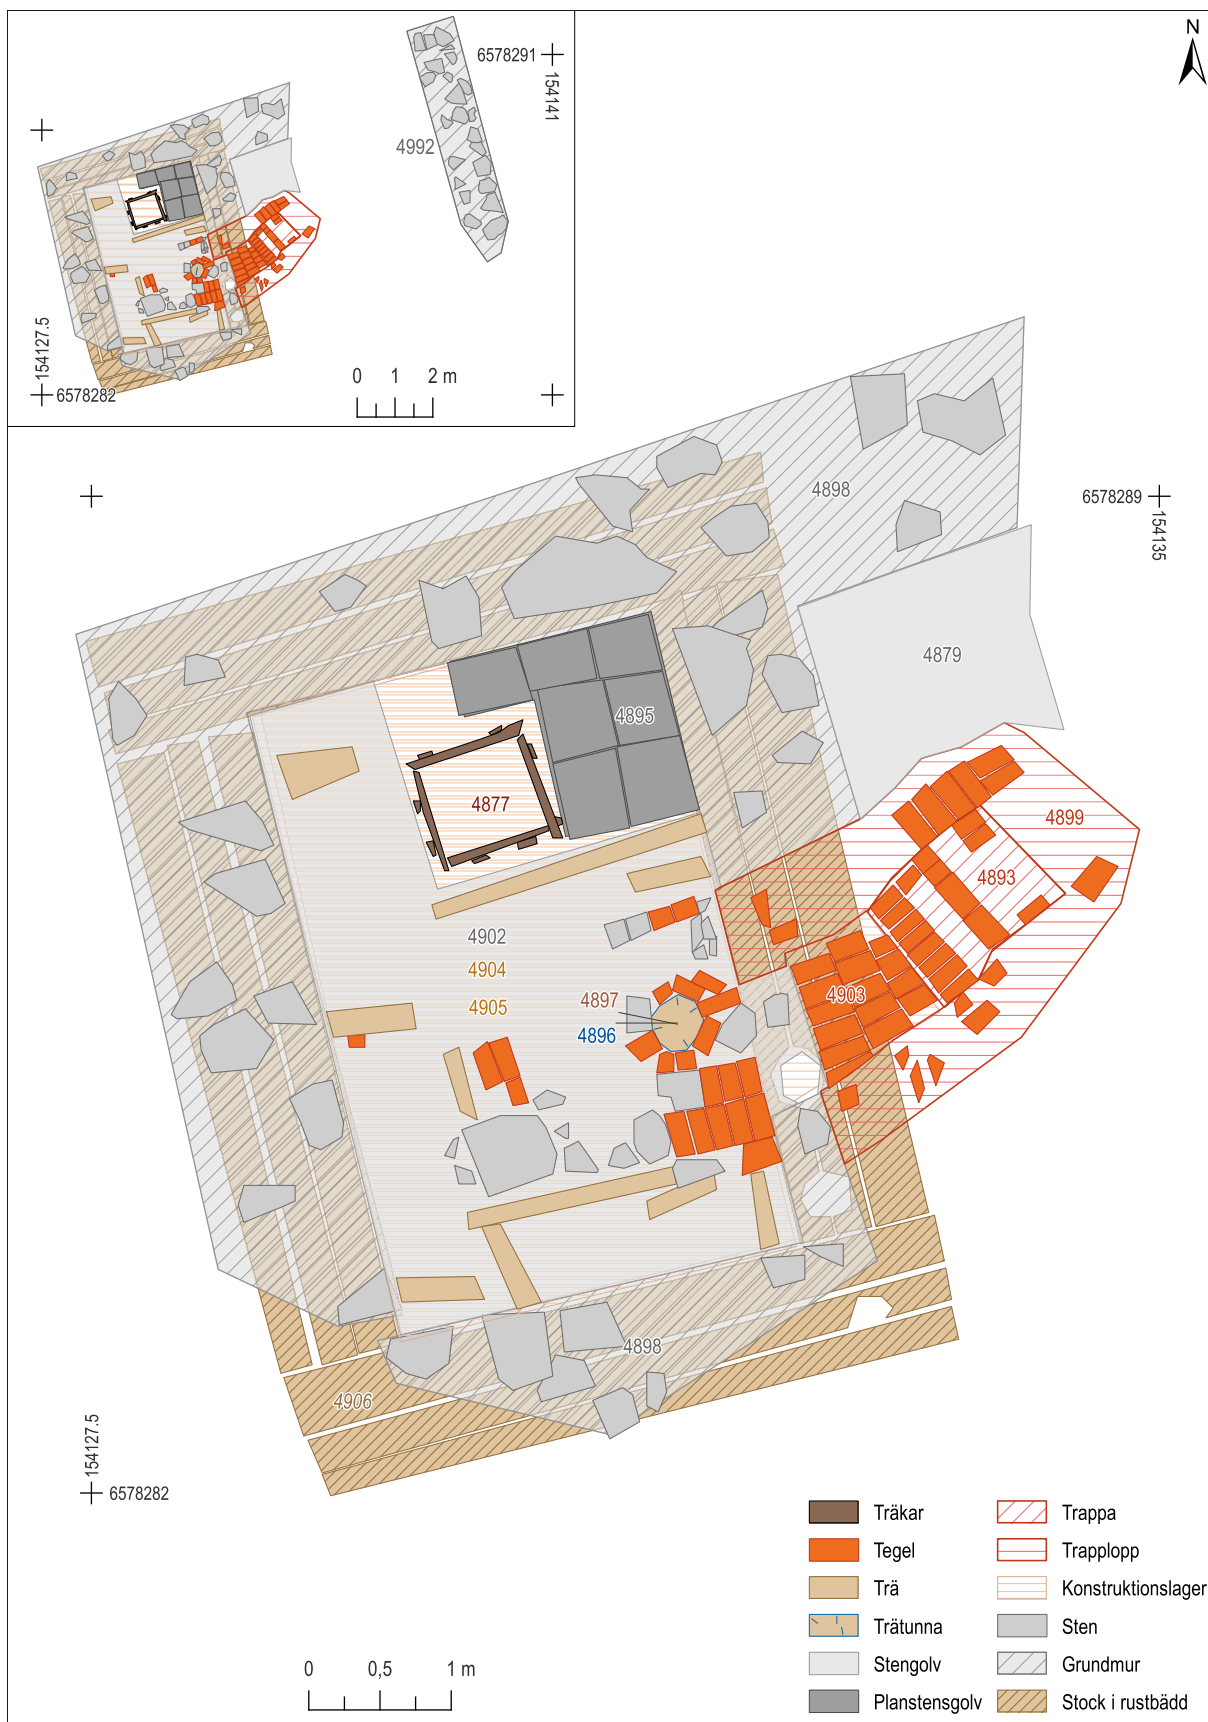 N
6578291
154141
4992
154127.5
6578282
0 1 2 m
6578289
154135
4898
4879
4895
4877
4899
4893
4902
4904
4905
4903
4897
4896
4898
4906
154127.5
6578282
0 0,5 1 m
Träkar
Tegel
Trä
Trätunna
Stengolv
Planstensgolv
Trappa
Trapplopp
Konstruktionslager
Sten
Grundmur
Stock i rustbädd